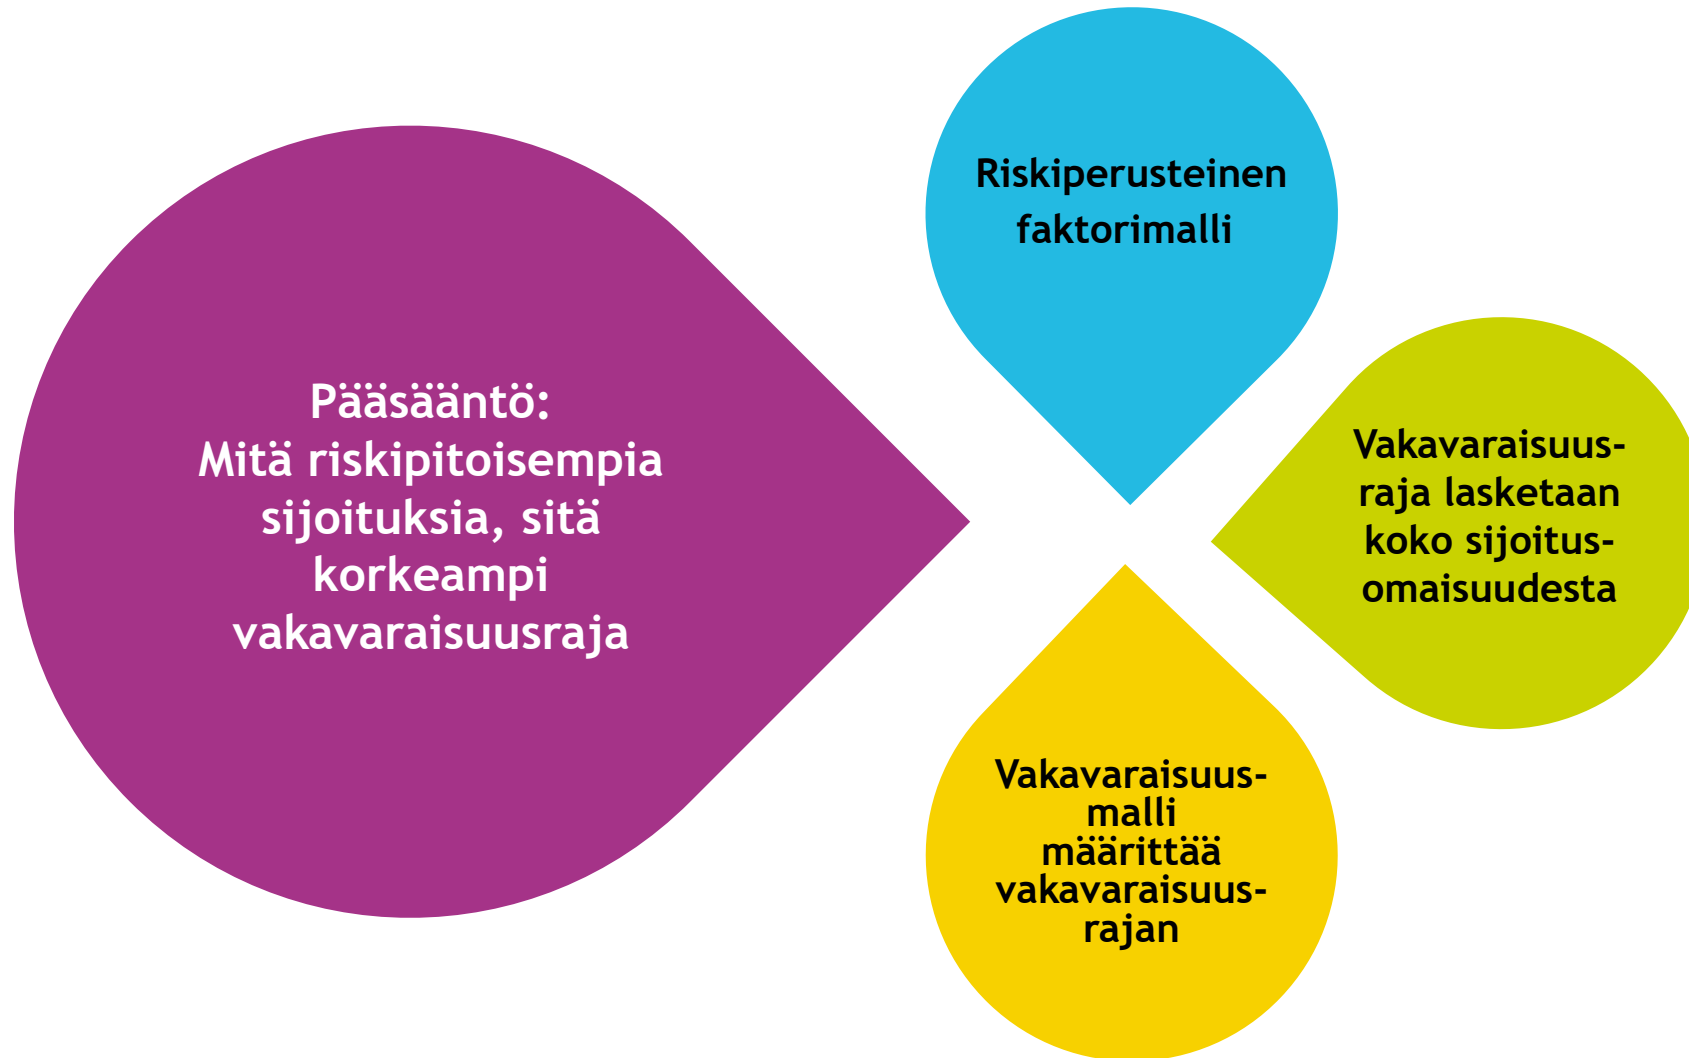 Pääsääntö:
Mitä riskipitoisempia
sijoituksia, sitä
korkeampi
vakavaraisuusraja
Riskiperusteinen
faktorimalli
Vakavaraisuus-
raja lasketaan
koko sijoitus-
omaisuudesta
Vakavaraisuus-
malli
määrittää
vakavaraisuus-
rajan